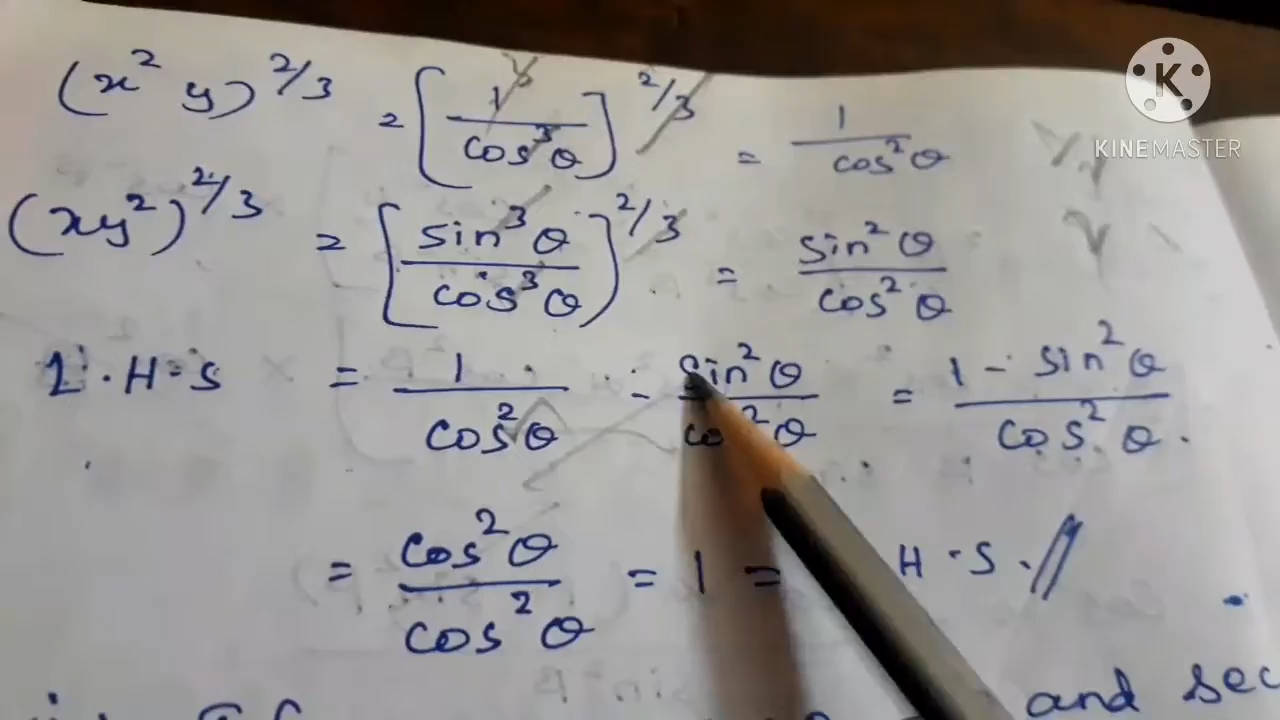 (x² y)^2/3 = [1³/cos³θ]^2/3 = 1/cos²θ
KINEMASTER
(xy²)^2/3 = [sin³θ/cos³θ]^2/3 = sin²θ/cos²θ
L.H.S = 1/cos²θ - sin²θ/cos²θ = 1 - sin²θ/cos²θ.
= cos²θ/cos²θ = 1 = H.S.//
and sec